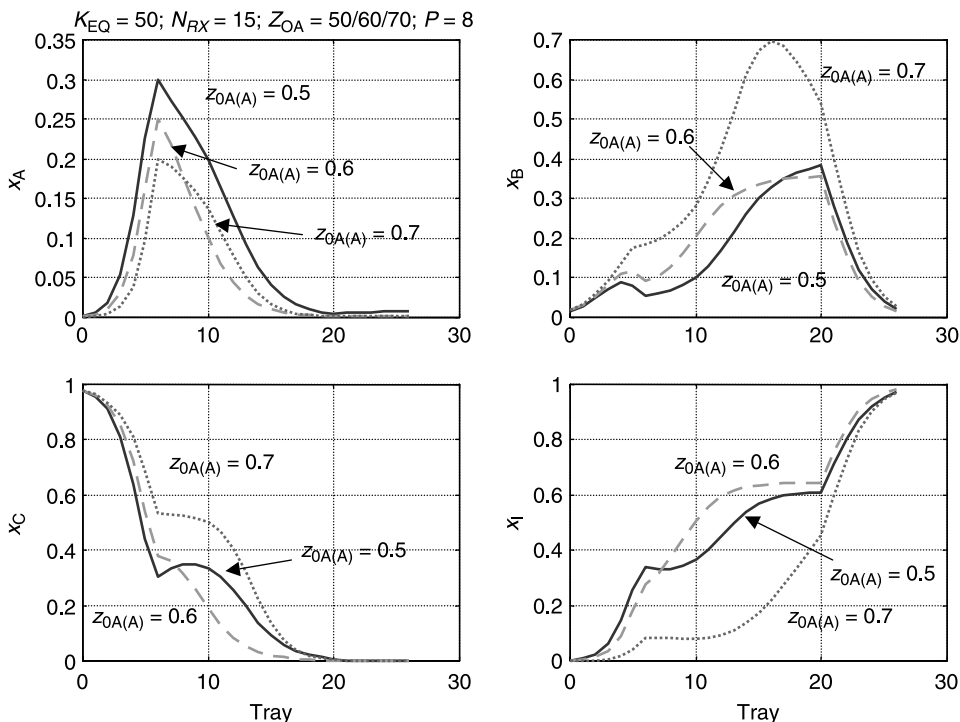 K_EQ = 50; N_RX = 15; Z_OA = 50/60/70; P = 8
0.35
0.3
0.25
0.2
0.15
0.1
0.05
0
x_A
z_0A(A) = 0.5
z_0A(A) = 0.6
z_0A(A) = 0.7
0 10 20 30
0.7
0.6
0.5
0.4
0.3
0.2
0.1
0
x_B
z_0A(A) = 0.7
z_0A(A) = 0.6
z_0A(A) = 0.5
0 10 20 30
1
0.8
0.6
0.4
0.2
0
x_C
z_0A(A) = 0.7
z_0A(A) = 0.5
z_0A(A) = 0.6
0 10 20 30
Tray
1
0.8
0.6
0.4
0.2
0
x_I
z_0A(A) = 0.6
z_0A(A) = 0.5
z_0A(A) = 0.7
0 10 20 30
Tray